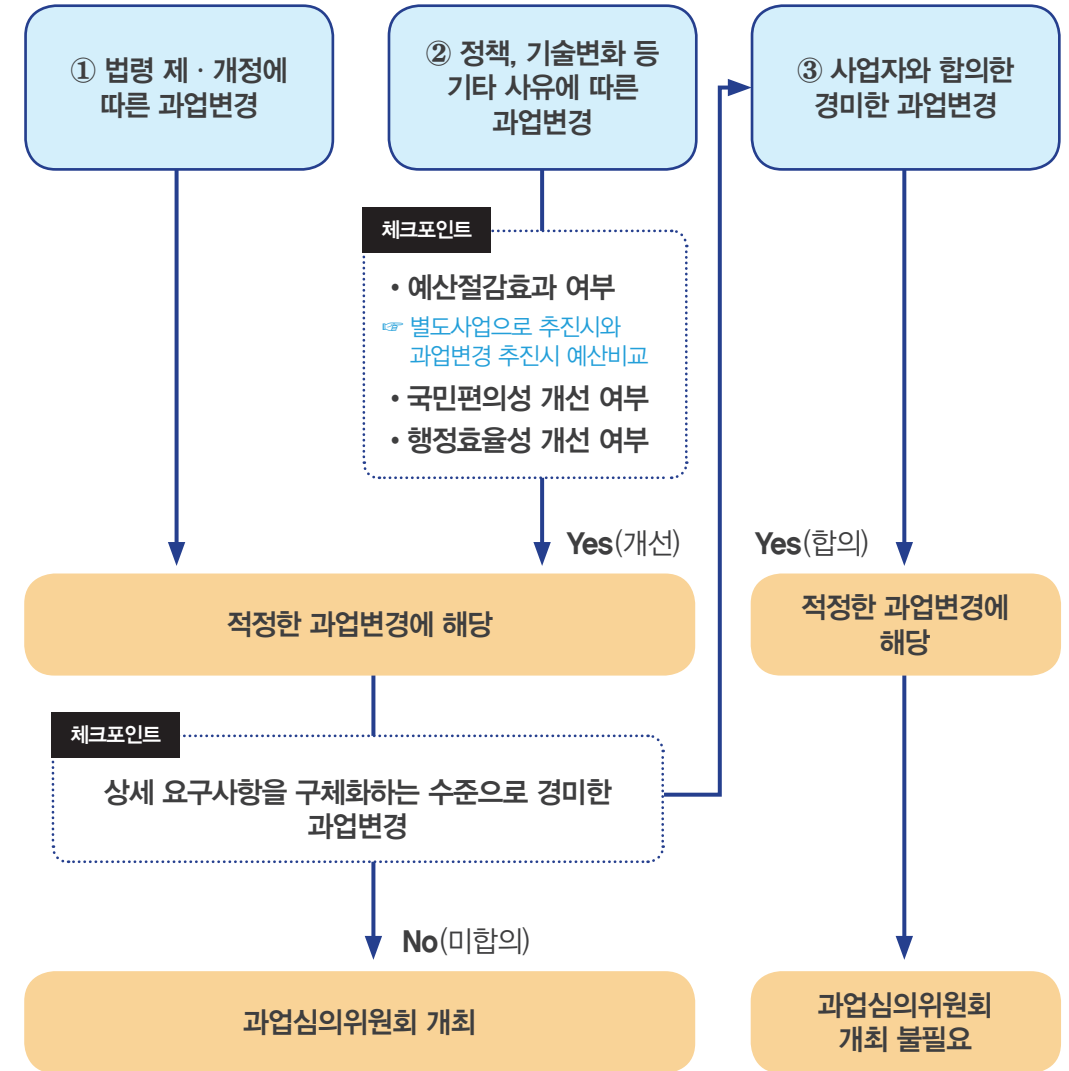 ① 법령 제 · 개정에
따른 과업변경
② 정책, 기술변화 등
기타 사유에 따른
과업변경
③ 사업자와 합의한
경미한 과업변경
체크포인트
• 예산절감효과 여부
☞ 별도사업으로 추진시와
과업변경 추진시 예산비교
• 국민편의성 개선 여부
• 행정효율성 개선 여부
Yes(개선)
Yes(합의)
적정한 과업변경에 해당
적정한 과업변경에
해당
체크포인트
상세 요구사항을 구체화하는 수준으로 경미한
과업변경
No(미합의)
과업심의위원회 개최
과업심의위원회
개최 불필요